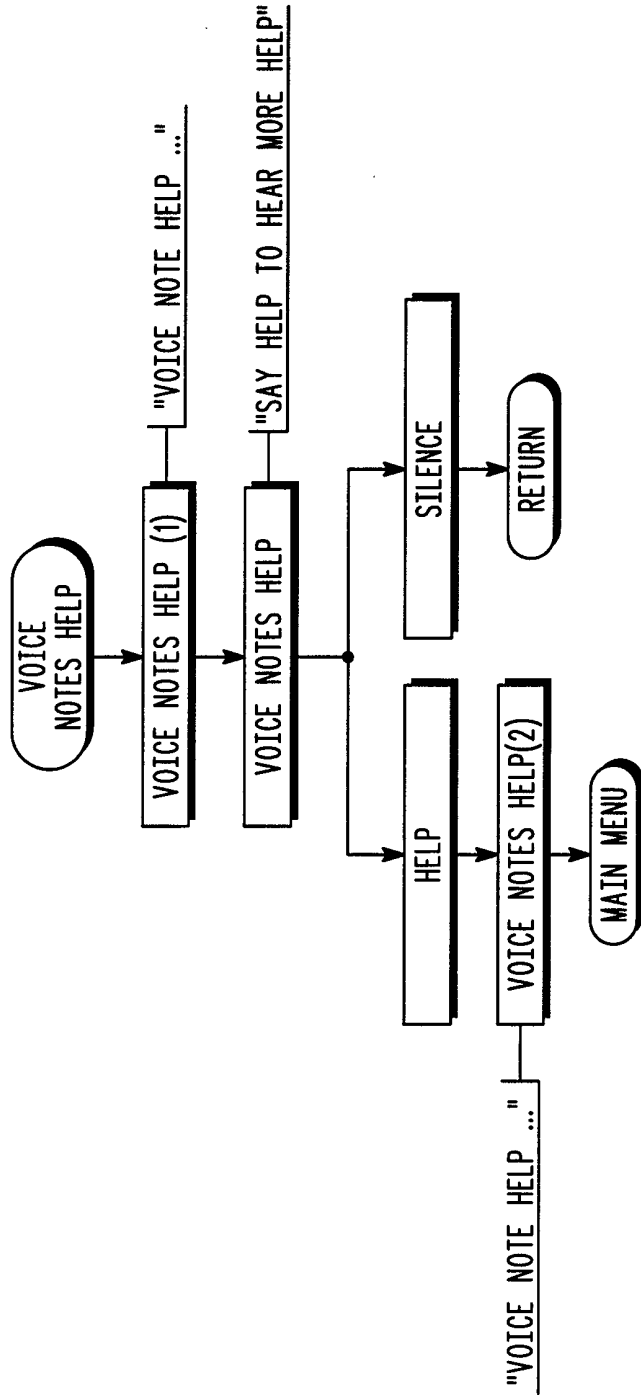 VOICE
NOTES HELP
VOICE NOTES HELP (1)
"VOICE NOTE HELP ..."
VOICE NOTES HELP
"SAY HELP TO HEAR MORE HELP"
HELP
SILENCE
"VOICE NOTE HELP ..."
VOICE NOTES HELP(2)
RETURN
MAIN MENU